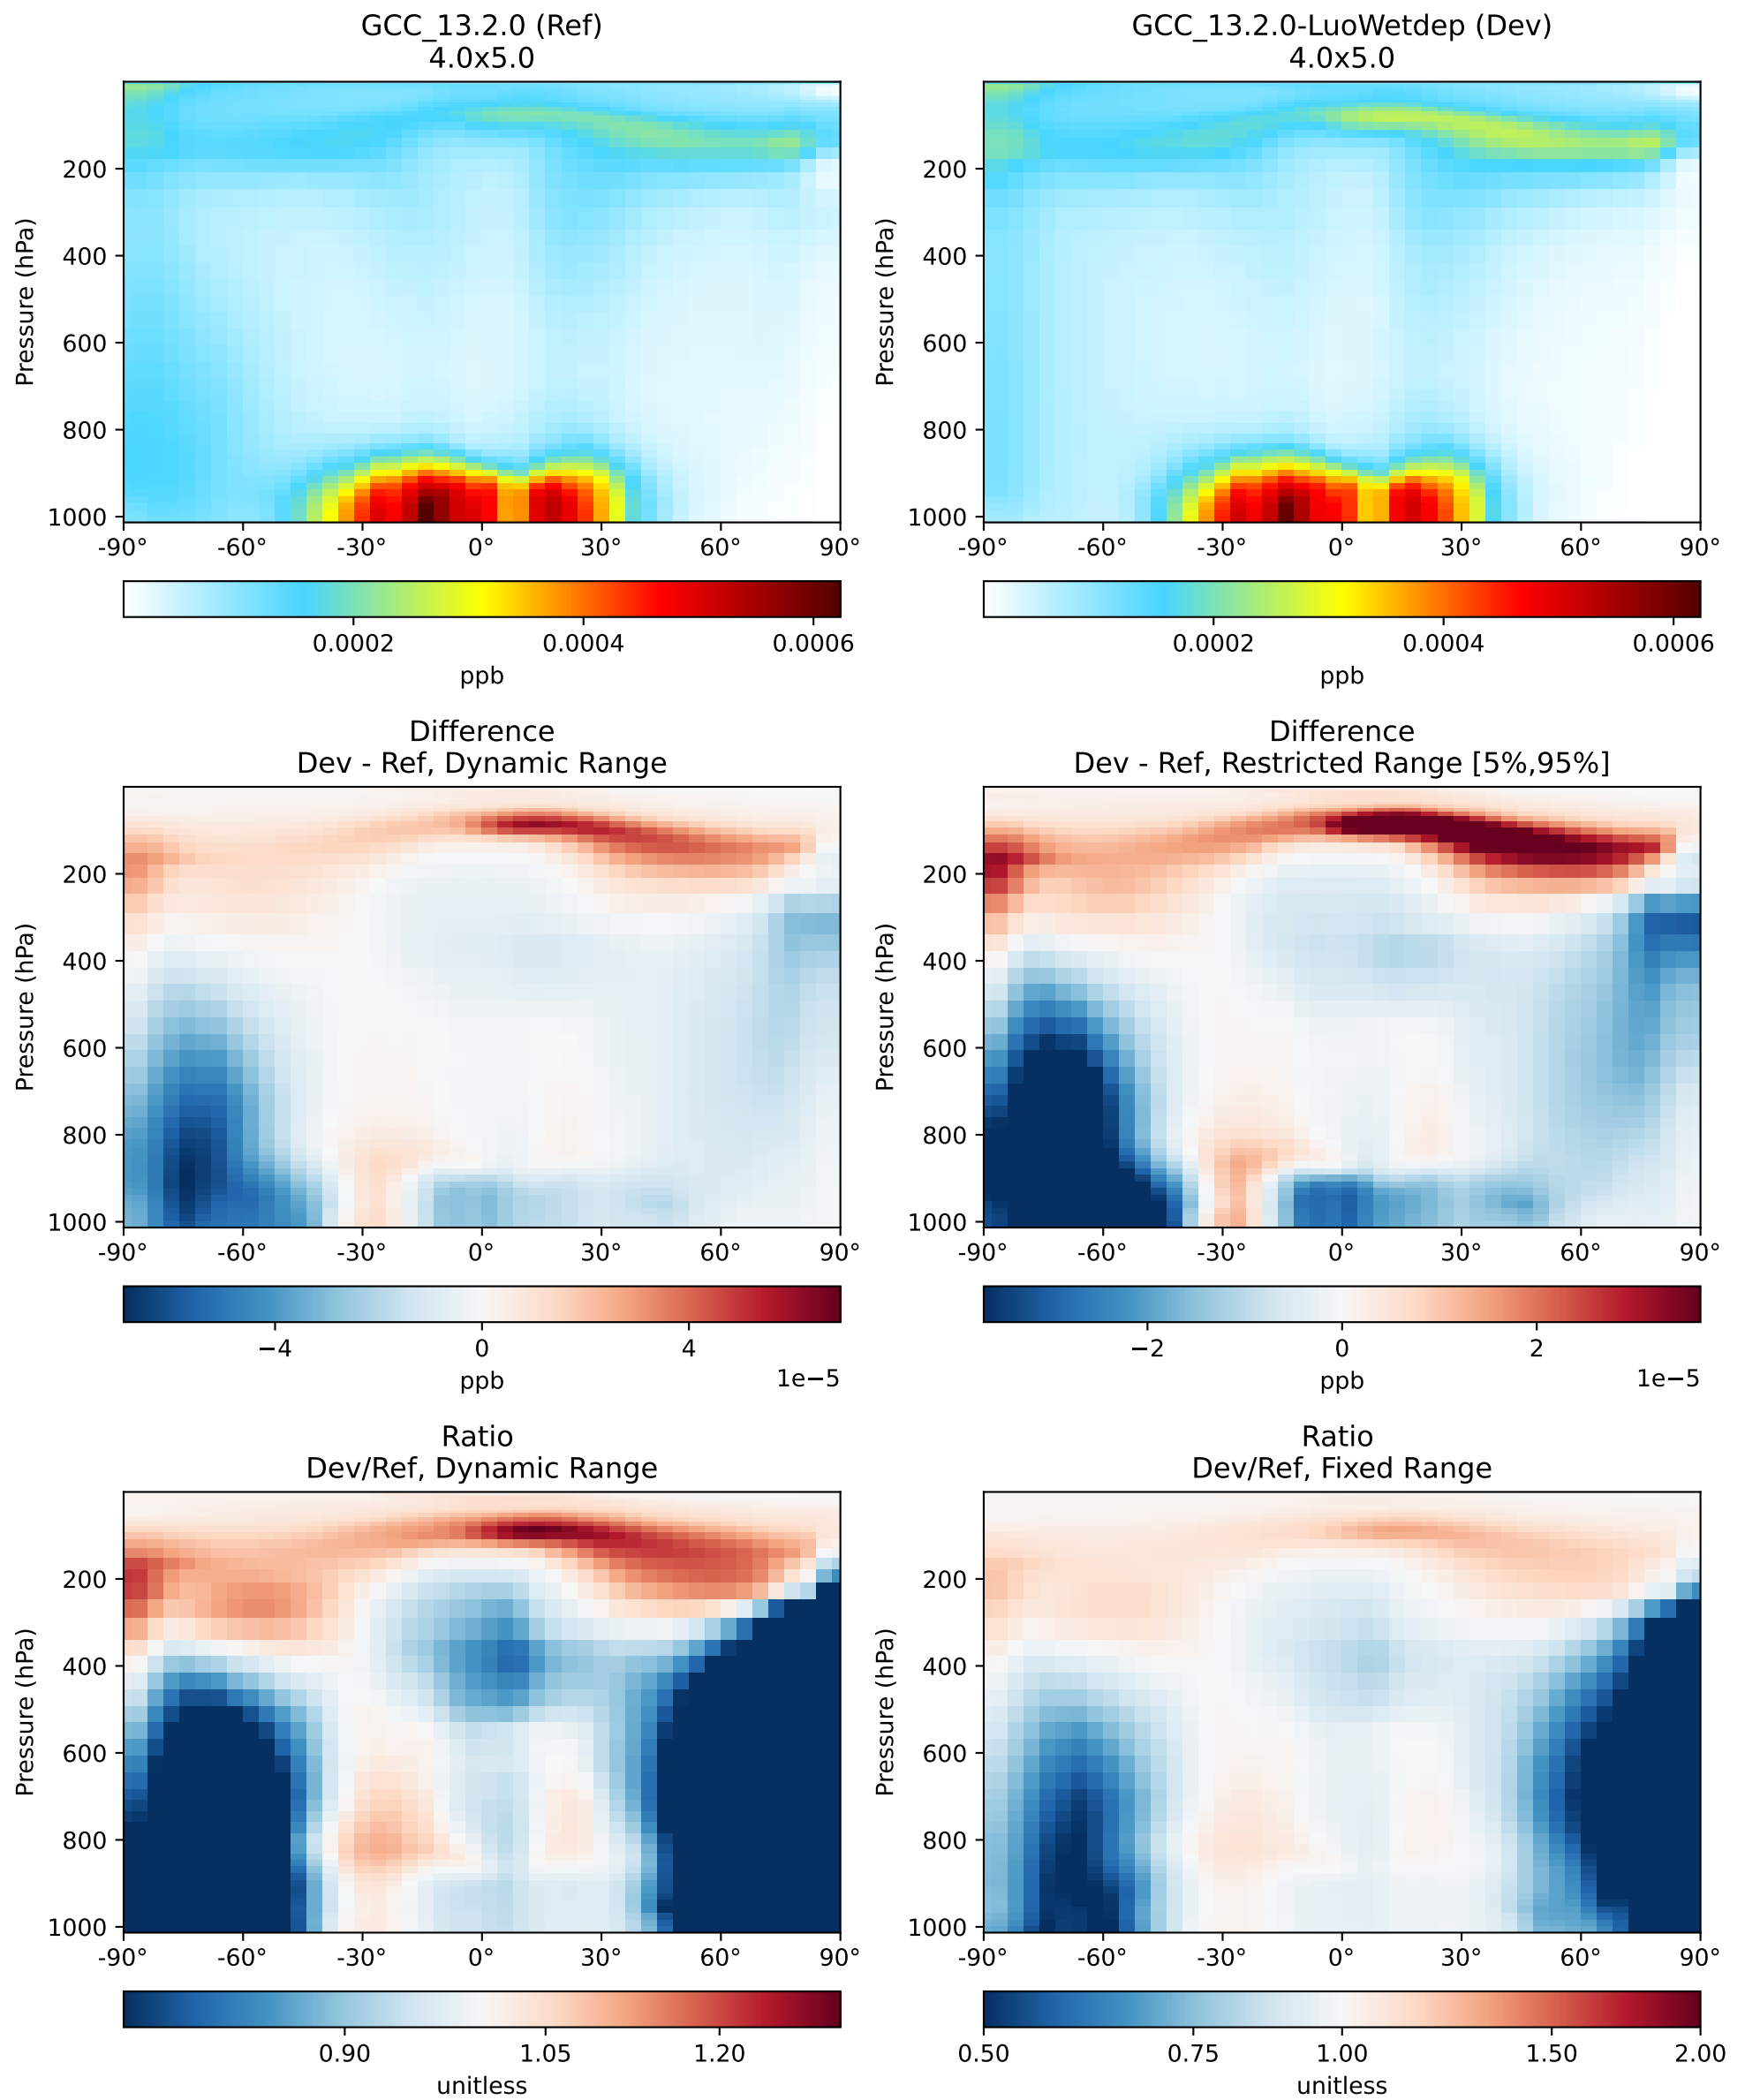 GCC_13.2.0 (Ref)
4.0x5.0
Pressure (hPa)
200
400
600
800
1000
-90° -60° -30° 0° 30° 60° 90°
0.0002 0.0004 0.0006
ppb
GCC_13.2.0-LuoWetdep (Dev)
4.0x5.0
Pressure (hPa)
200
400
600
800
1000
-90° -60° -30° 0° 30° 60° 90°
0.0002 0.0004 0.0006
ppb
Difference
Dev - Ref, Dynamic Range
Pressure (hPa)
200
400
600
800
1000
-90° -60° -30° 0° 30° 60° 90°
−4 0 4
ppb
1e−5
Difference
Dev - Ref, Restricted Range [5%,95%]
Pressure (hPa)
200
400
600
800
1000
-90° -60° -30° 0° 30° 60° 90°
−2 0 2
ppb
1e−5
Ratio
Dev/Ref, Dynamic Range
Pressure (hPa)
200
400
600
800
1000
-90° -60° -30° 0° 30° 60° 90°
0.90 1.05 1.20
unitless
Ratio
Dev/Ref, Fixed Range
Pressure (hPa)
200
400
600
800
1000
-90° -60° -30° 0° 30° 60° 90°
0.50 0.75 1.00 1.50 2.00
unitless